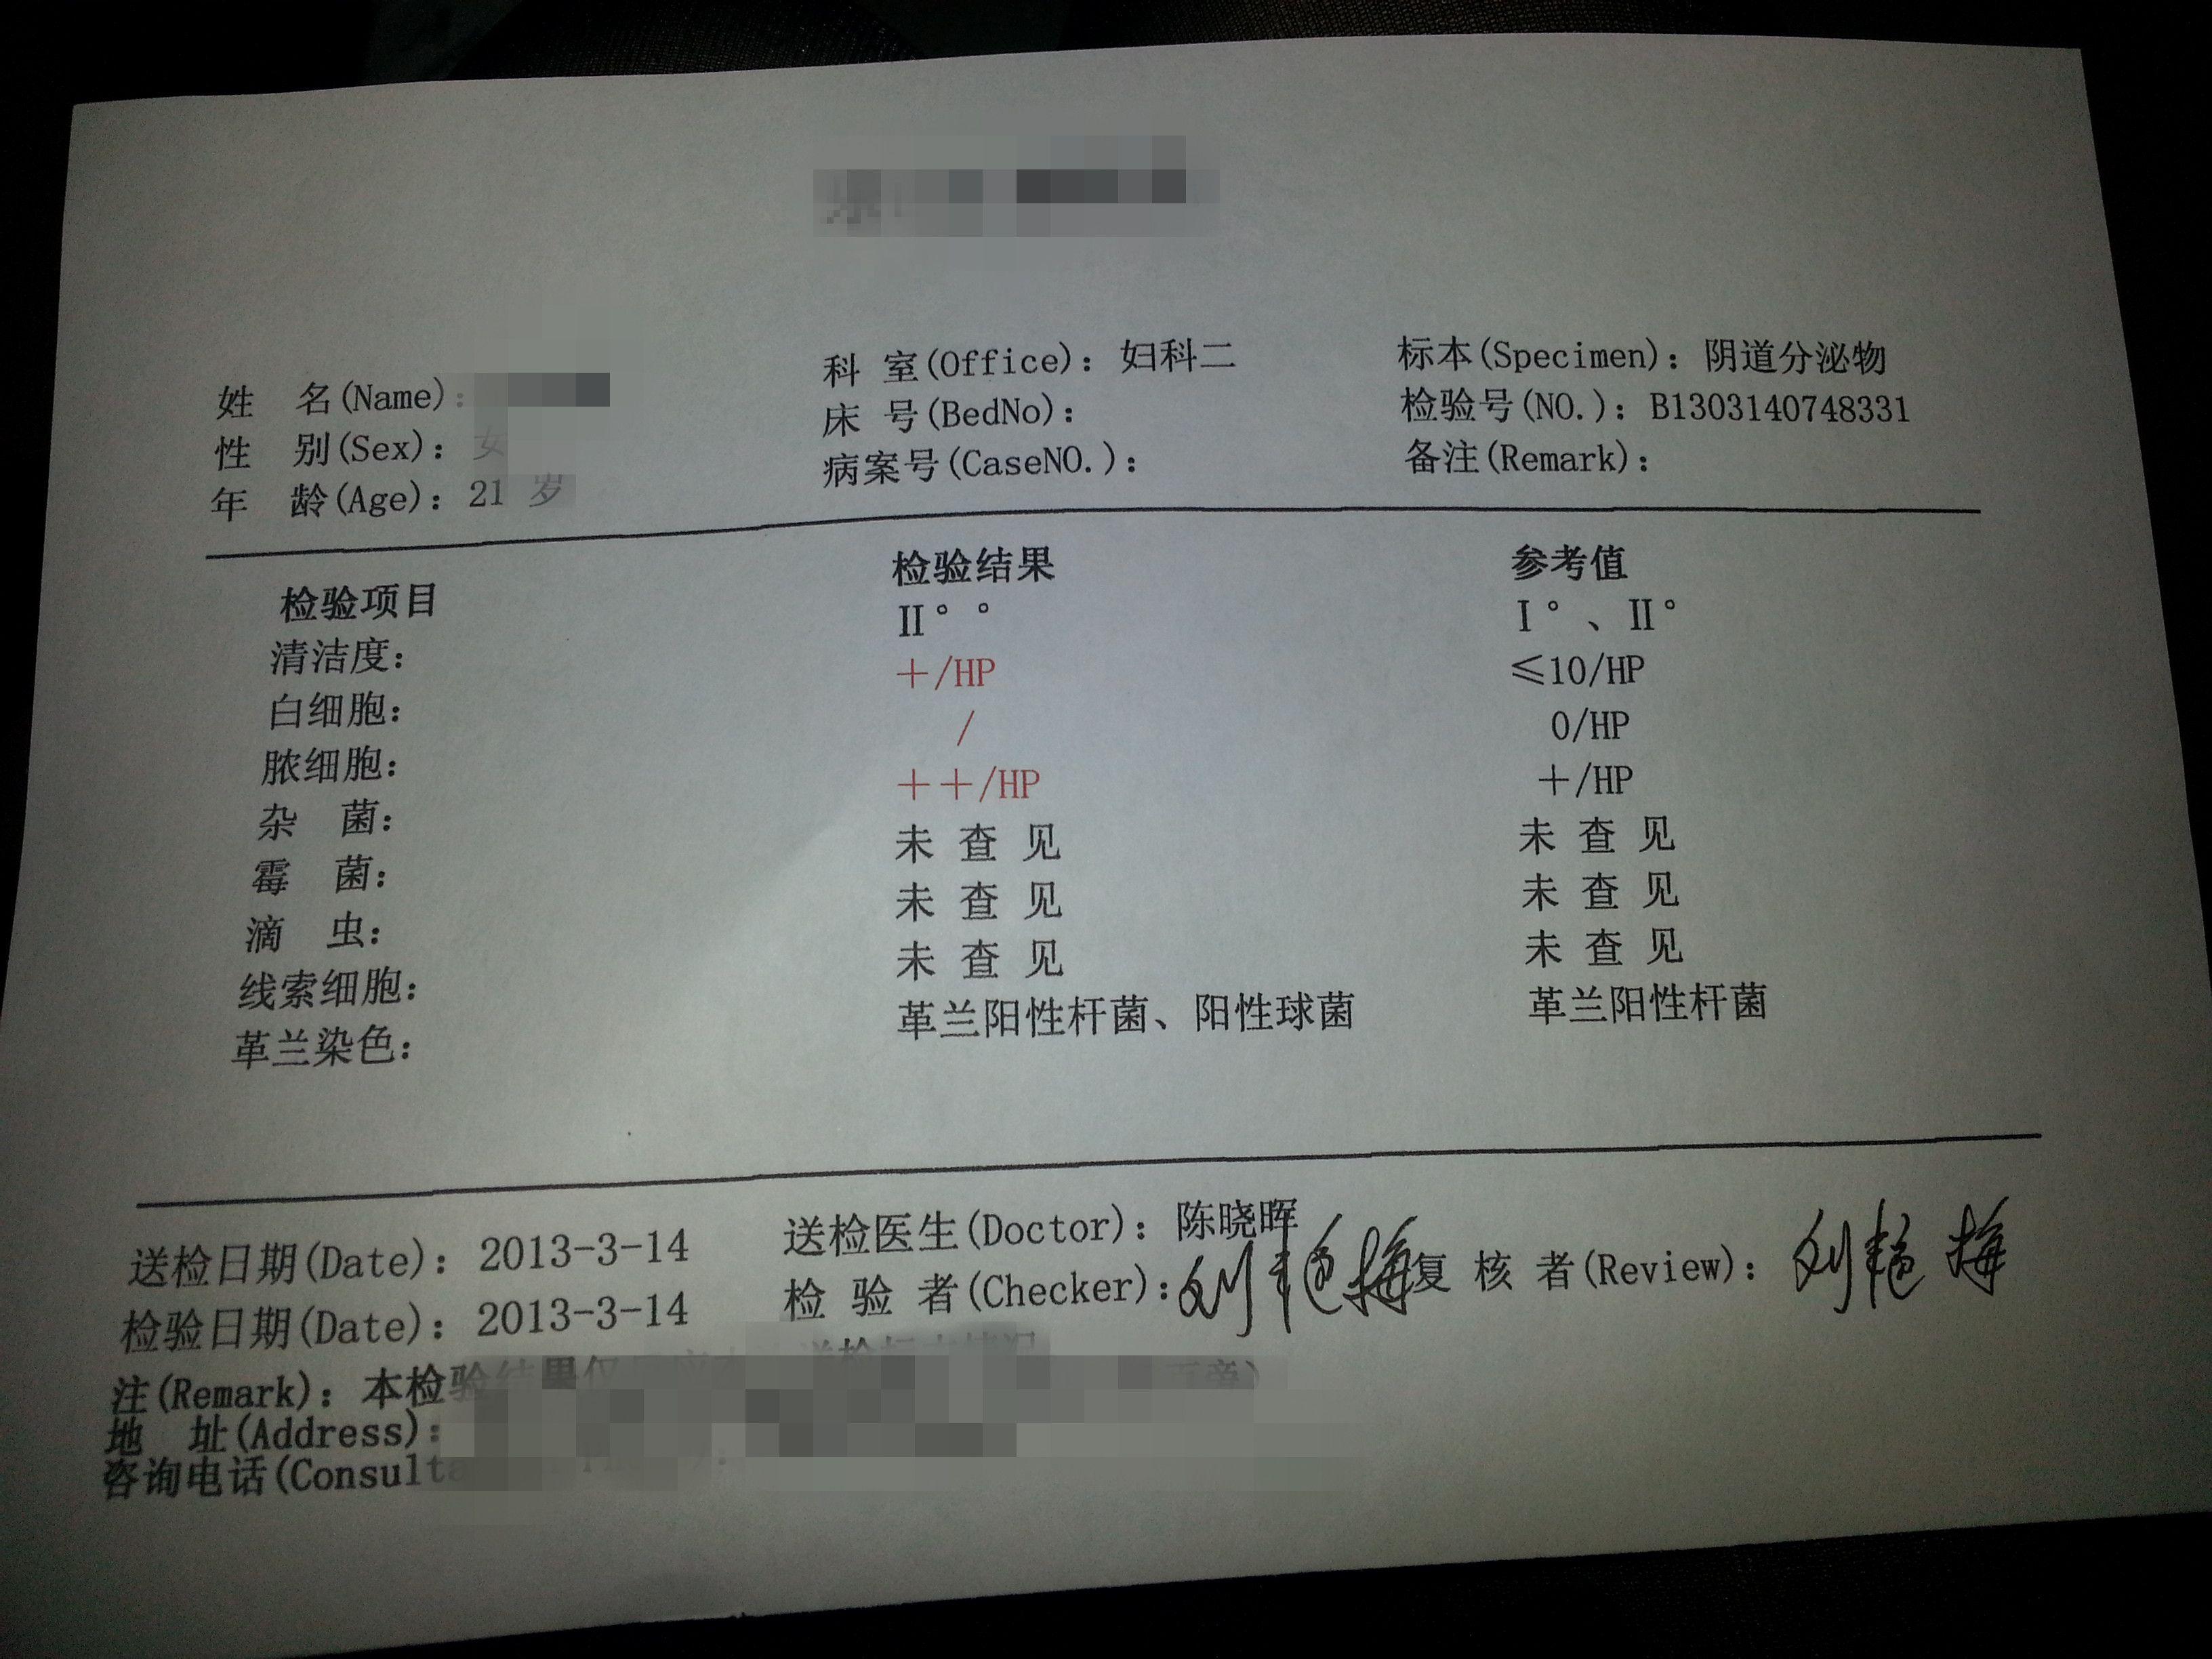 姓 名(Name):
科 室(Office): 妇科二
标本(Specimen): 阴道分泌物
性 别(Sex): 女
床 号(BedNo):
检验号(NO.): B1303140748331
年 龄(Age): 21 岁
病案号(CaseNO.):
备注(Remark):
检验项目 检验结果 参考值
清洁度: II° ° I°、II°
白细胞: +/HP ≤10/HP
脓细胞: / 0/HP
杂 菌: ++/HP +/HP
霉 菌: 未 查 见 未 查 见
滴 虫: 未 查 见 未 查 见
线索细胞: 未 查 见 未 查 见
革兰染色: 革兰阳性杆菌、阳性球菌 革兰阳性杆菌
送检日期(Date): 2013-3-14 送检医生(Doctor): 陈晓晖
检验日期(Date): 2013-3-14 检 验 者(Checker): 刘艳梅 复 核 者(Review): 刘艳梅
注(Remark): 本检验结果仅
地 址(Address):
咨询电话(Consulta